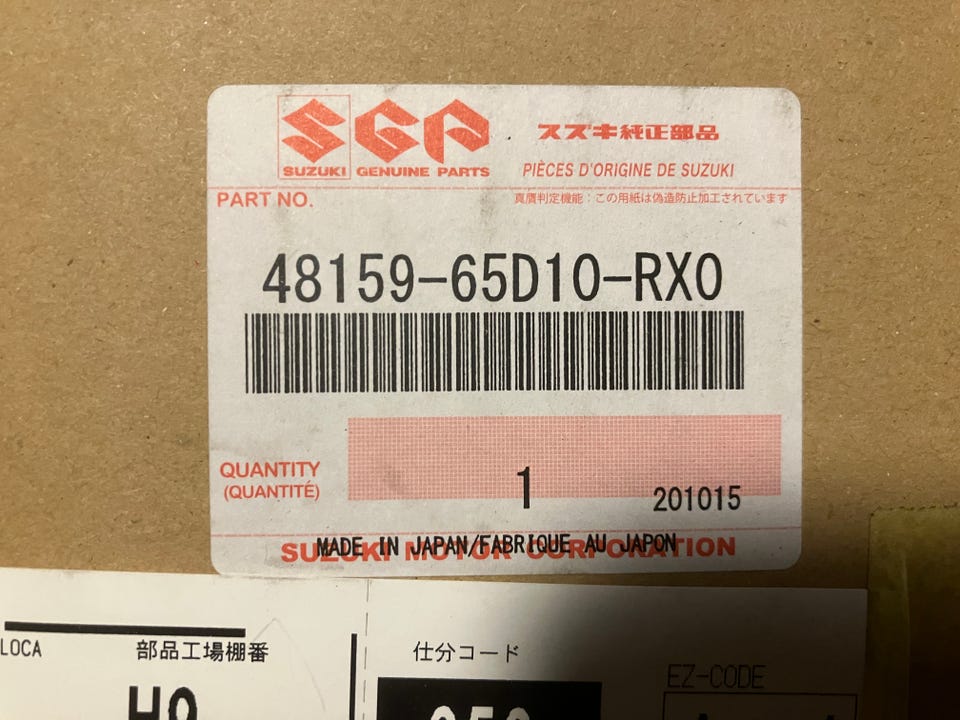 SGP
スズキ純正部品
SUZUKI GENUINE PARTS
PIÈCES D'ORIGINE DE SUZUKI
PART NO.
真贋判定機能：この用紙は偽造防止加工されています
48159-65D10-RX0
QUANTITY
(QUANTITÉ)
1
201015
MADE IN JAPAN/FABRIQUE AU JAPON
SUZUKI MOTOR CORPORATION
LOCA
部品工場棚番
仕分コード
EZ-CODE